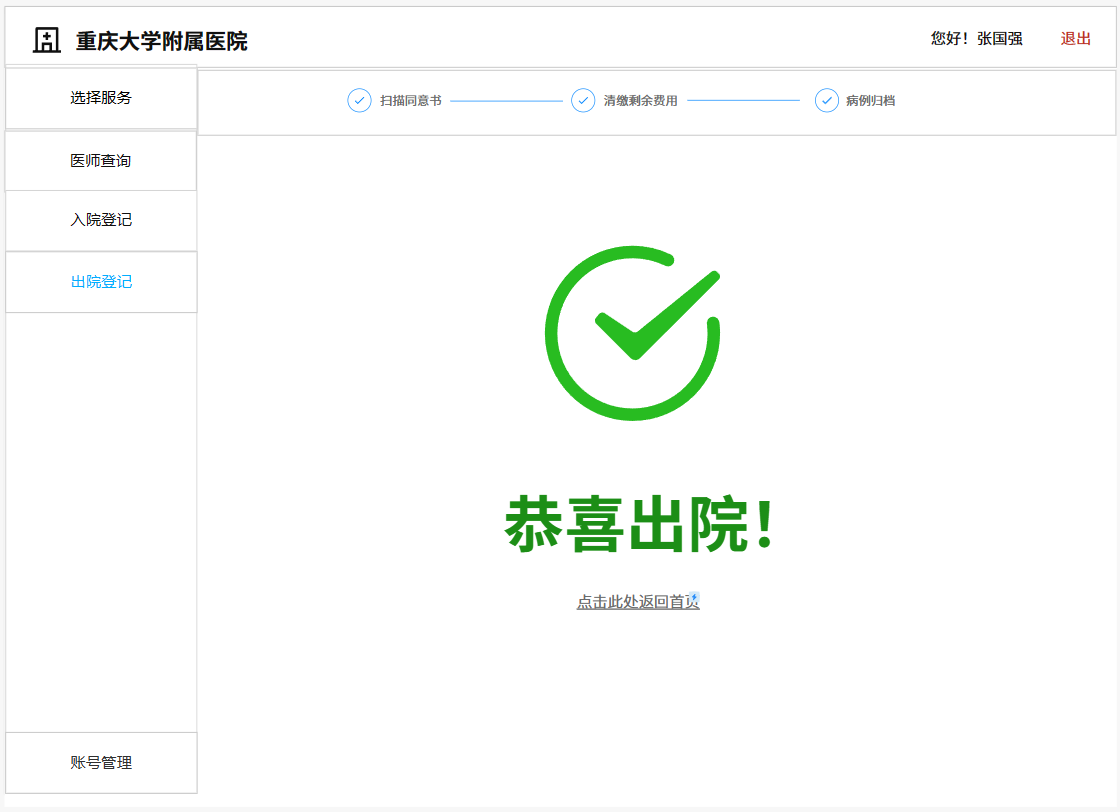 重庆大学附属医院
您好！张国强
退出
选择服务
扫描同意书
清缴剩余费用
病例归档
医师查询
入院登记
出院登记
恭喜出院！
点击此处返回首页
账号管理